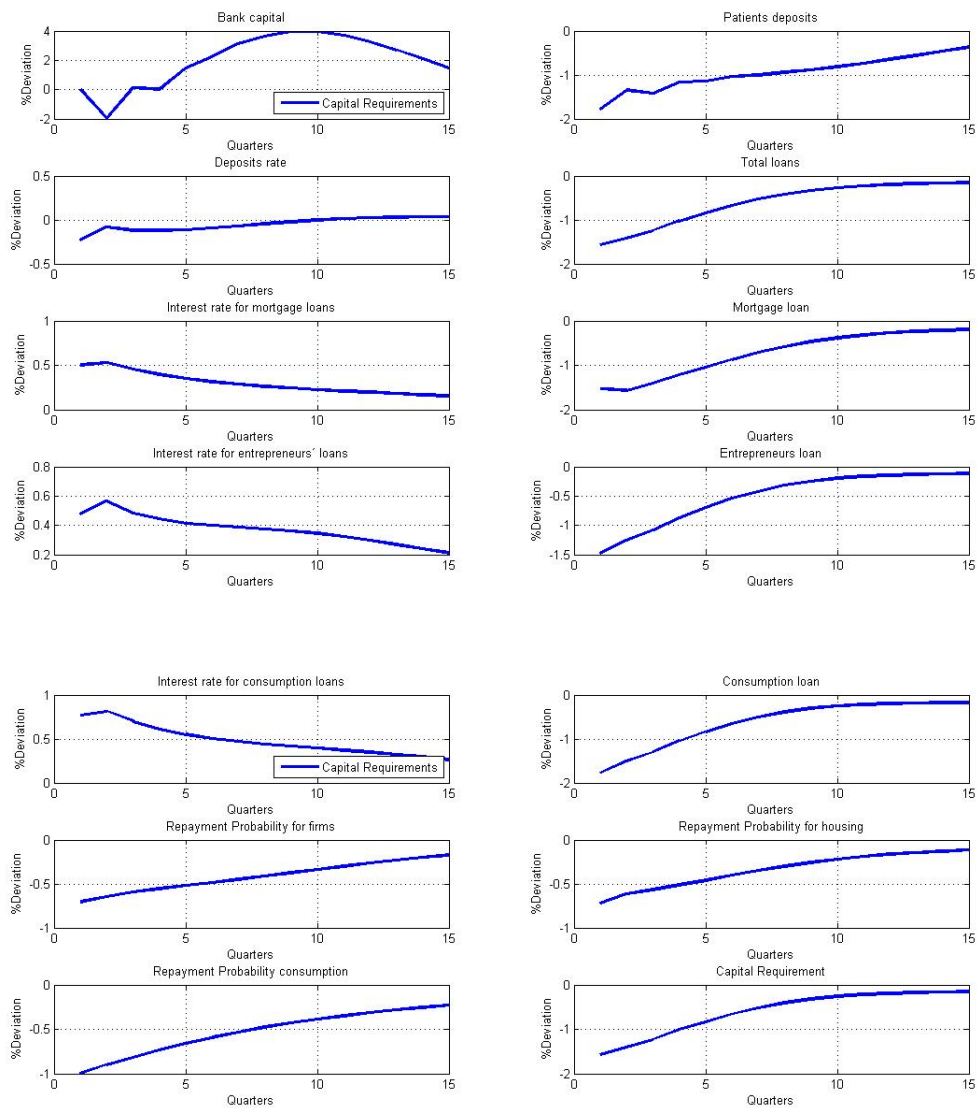 Bank capital
%Deviation
4
2
0
-2
0
5
10
15
Capital Requirements
Quarters
Patients deposits
%Deviation
0
-1
-2
0
5
10
15
Quarters
Deposits rate
%Deviation
0.5
0
-0.5
0
5
10
15
Quarters
Total loans
%Deviation
0
-1
-2
0
5
10
15
Quarters
Interest rate for mortgage loans
%Deviation
1
0.5
0
0
5
10
15
Quarters
Mortgage loan
%Deviation
0
-1
-2
0
5
10
15
Quarters
Interest rate for entrepreneurs´ loans
%Deviation
0.8
0.6
0.4
0.2
0
5
10
15
Quarters
Entrepreneurs loan
%Deviation
0
-0.5
-1
-1.5
0
5
10
15
Quarters
Interest rate for consumption loans
%Deviation
1
0.5
0
0
5
10
15
Capital Requirements
Quarters
Consumption loan
%Deviation
0
-1
-2
0
5
10
15
Quarters
Repayment Probability for firms
%Deviation
0
-0.5
-1
0
5
10
15
Quarters
Repayment Probability for housing
%Deviation
0
-0.5
-1
0
5
10
15
Quarters
Repayment Probability consumption
%Deviation
0
-0.5
-1
0
5
10
15
Quarters
Capital Requirement
%Deviation
0
-1
-2
0
5
10
15
Quarters